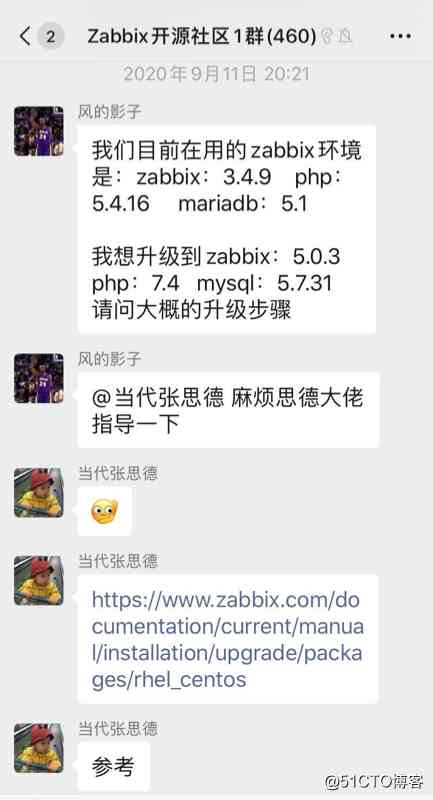 2
Zabbix开源社区1群(460)
2020年9月11日 20:21
风的影子
我们目前在用的zabbix环境
是：zabbix：3.4.9 php：
5.4.16 mariadb：5.1
我想升级到zabbix：5.0.3
php：7.4 mysql：5.7.31
请问大概的升级步骤
风的影子
@当代张思德 麻烦思德大佬
指导一下
当代张思德
当代张思德
https://www.zabbix.com/do
cumentation/current/manua
l/installation/upgrade/packa
ges/rhel_centos
当代张思德
参考
@51CTO博客